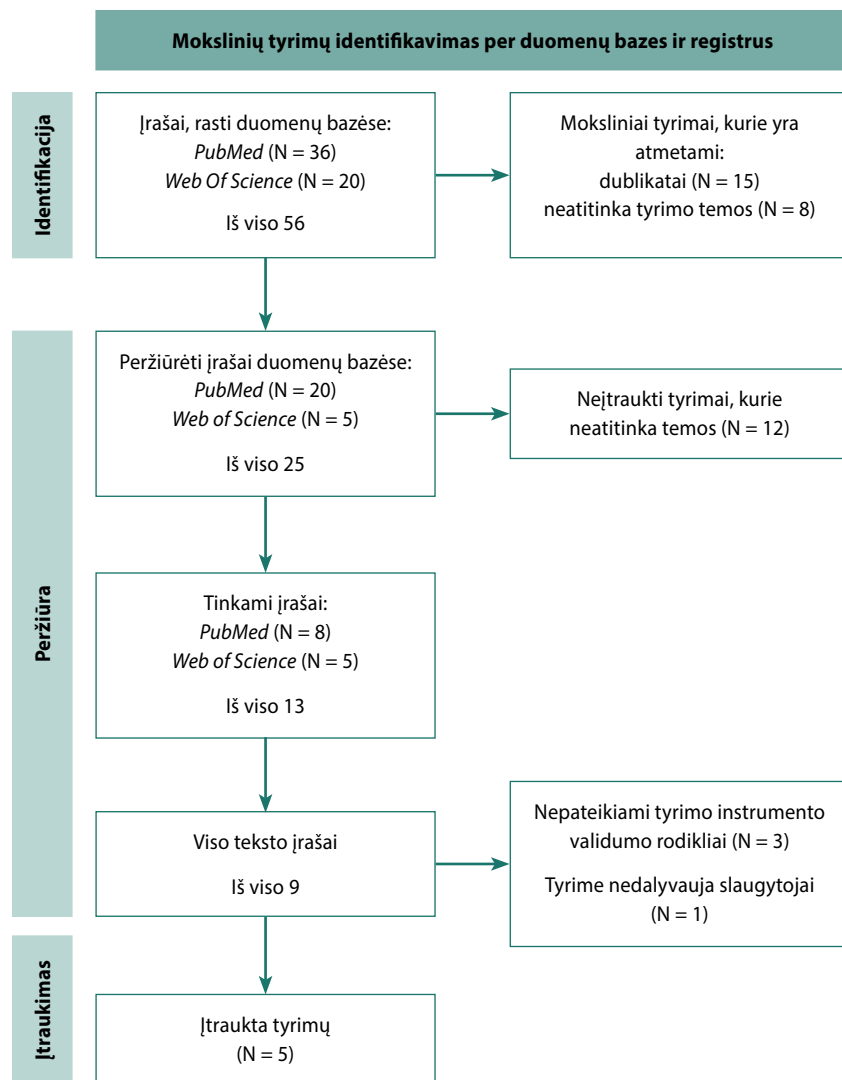 Mokslinių tyrimų identifikavimas per duomenų bazes ir registrus
Identifikacija
Įrašai, rasti duomenų bazėse:
PubMed (N = 36)
Web Of Science (N = 20)
Iš viso 56
Moksliniai tyrimai, kurie yra
atmetami:
dublikatai (N = 15)
neatitinka tyrimo temos (N = 8)
Peržiūra
Peržiūrėti įrašai duomenų bazėse:
PubMed (N = 20)
Web of Science (N = 5)
Iš viso 25
Neįtraukti tyrimai, kurie
neatitinka temos (N = 12)
Tinkami įrašai:
PubMed (N = 8)
Web of Science (N = 5)
Iš viso 13
Viso teksto įrašai
Iš viso 9
Nepateikiami tyrimo instrumento
validumo rodikliai (N = 3)
Tyrime nedalyvauja slaugytojai
(N = 1)
Įtraukimas
Įtraukta tyrimų
(N = 5)